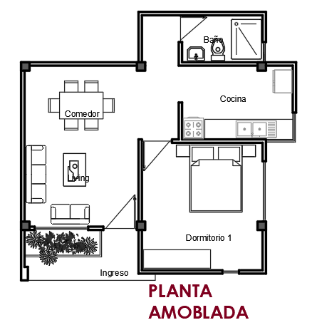 Baño
Cocina
Comedor
Living
Dormitorio 1
Ingreso
PLANTA
AMOBLADA